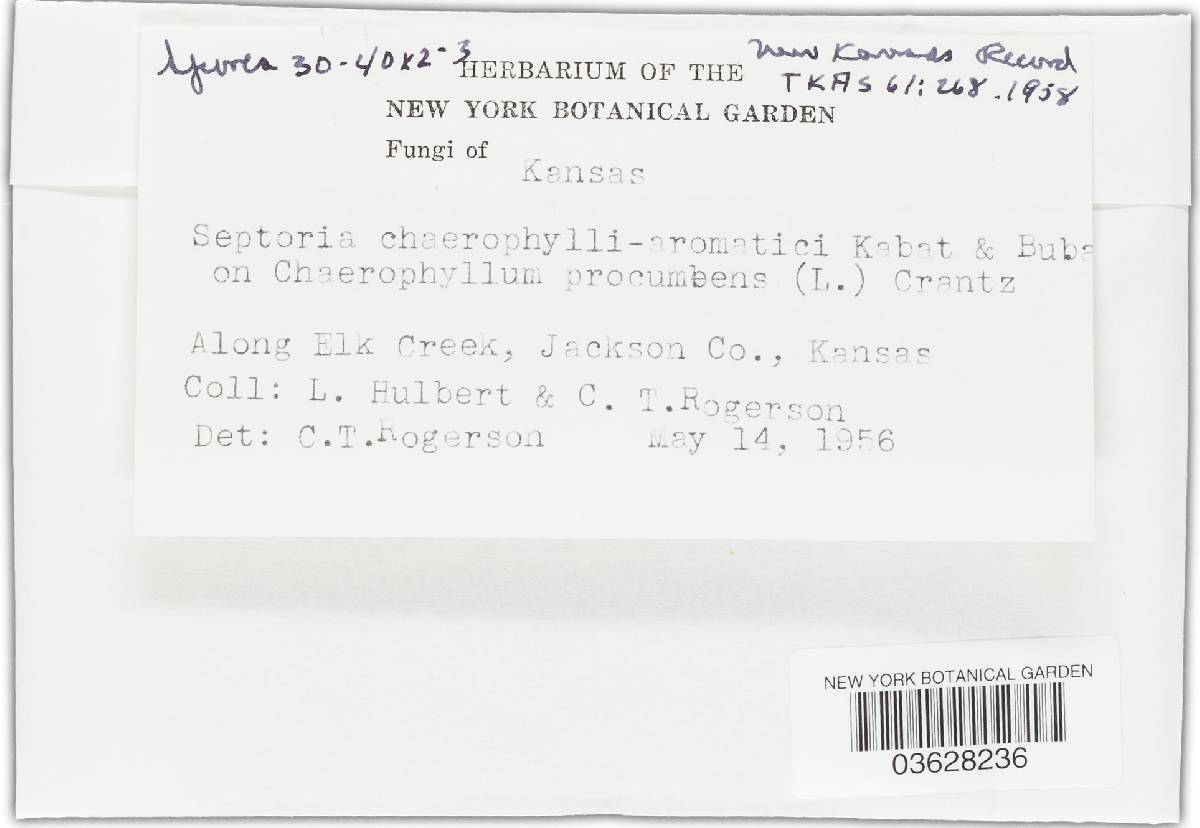 Spores 30-40x2-3
New Kansas Record
TKAS 61:268.1958
HERBARIUM OF THE
NEW YORK BOTANICAL GARDEN
Fungi of
Kansas
Septoria chaerophylli-aromatici Kabat & Buba
on Chaerophyllum procumbens (L.) Crantz
Along Elk Creek, Jackson Co., Kansas
Coll: L. Hulbert & C. T.Rogerson
Det: C.T.Rogerson May 14, 1956
NEW YORK BOTANICAL GARDEN
03628236